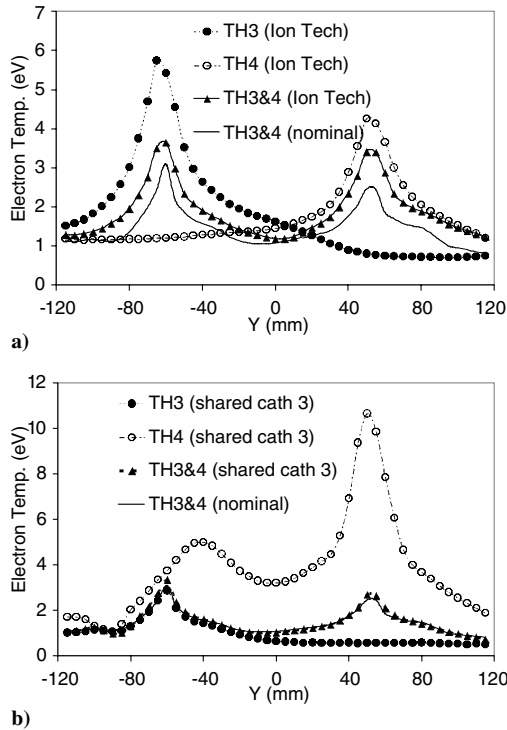 7
6
5
4
3
2
1
0
Electron Temp. (eV)
TH3 (Ion Tech)
TH4 (Ion Tech)
TH3&4 (Ion Tech)
TH3&4 (nominal)
-120 -80 -40 0 40 80 120
Y (mm)
a)
12
10
8
6
4
2
0
Electron Temp. (eV)
TH3 (shared cath 3)
TH4 (shared cath 3)
TH3&4 (shared cath 3)
TH3&4 (nominal)
-120 -80 -40 0 40 80 120
Y (mm)
b)